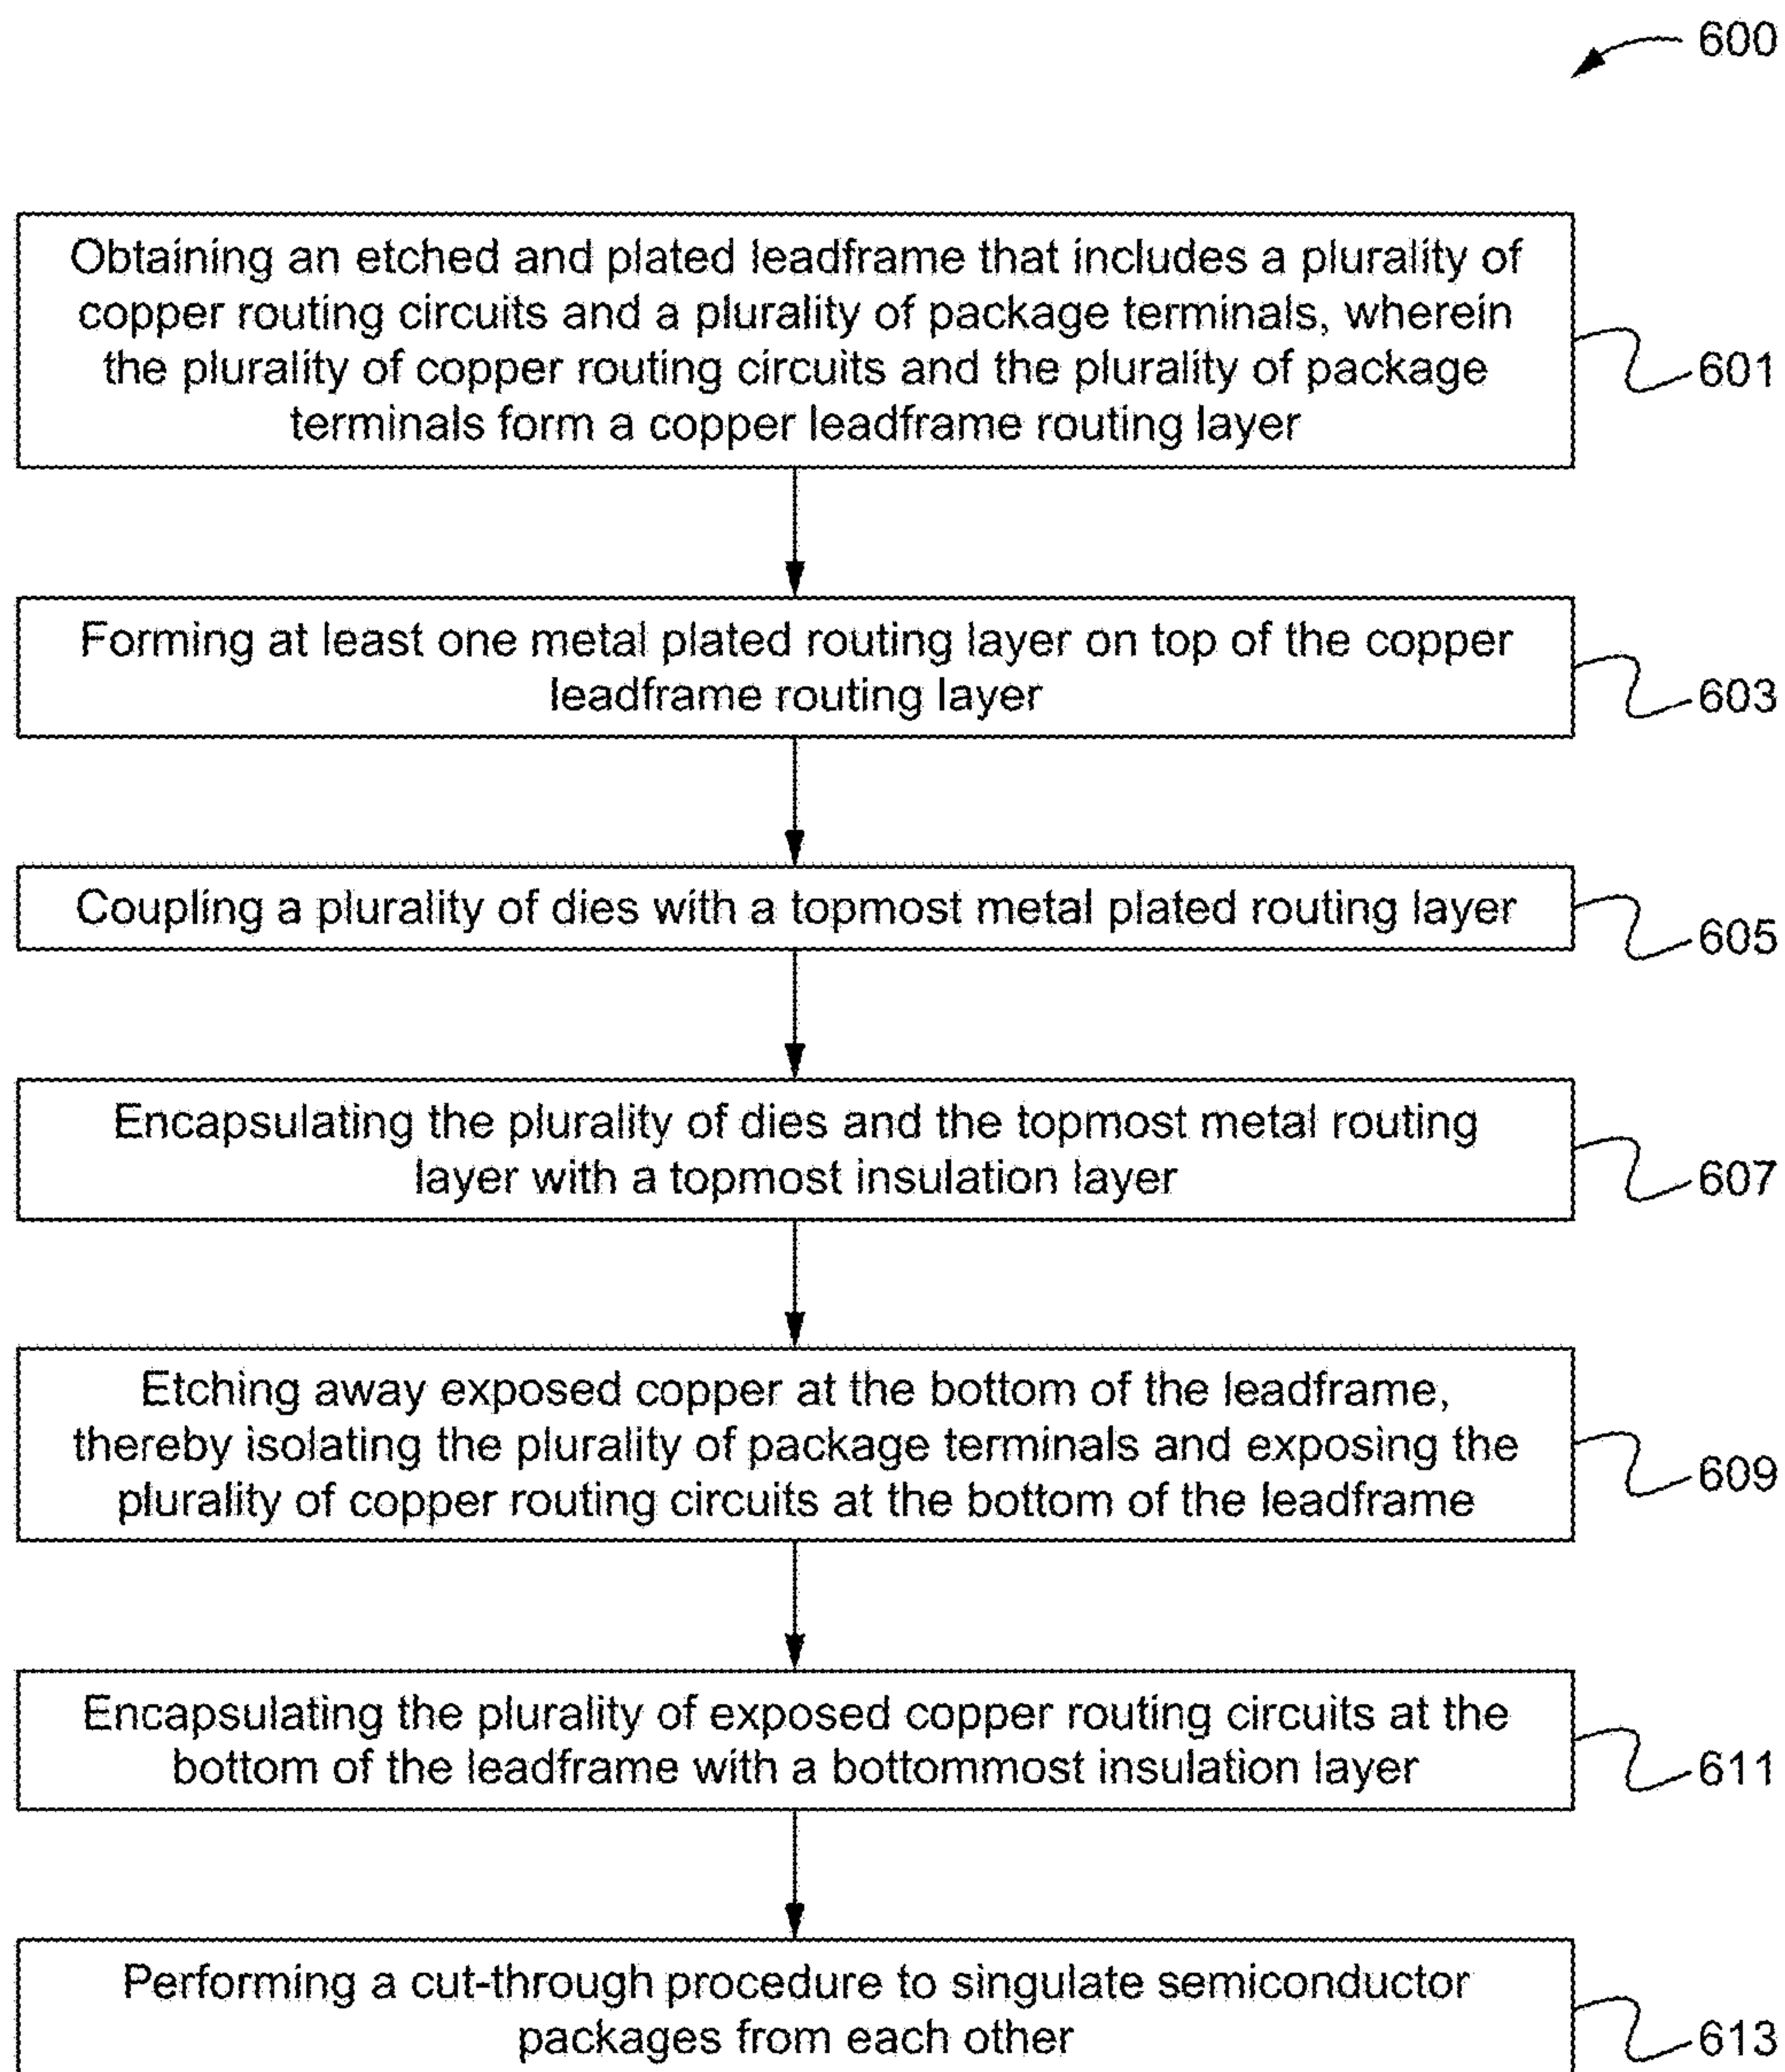 600
Obtaining an etched and plated leadframe that includes a plurality of
copper routing circuits and a plurality of package terminals, wherein
the plurality of copper routing circuits and the plurality of package
terminals form a copper leadframe routing layer
601
Forming at least one metal plated routing layer on top of the copper
leadframe routing layer
603
Coupling a plurality of dies with a topmost metal plated routing layer
605
Encapsulating the plurality of dies and the topmost metal routing
layer with a topmost insulation layer
607
Etching away exposed copper at the bottom of the leadframe,
thereby isolating the plurality of package terminals and exposing the
plurality of copper routing circuits at the bottom of the leadframe
609
Encapsulating the plurality of exposed copper routing circuits at the
bottom of the leadframe with a bottommost insulation layer
611
Performing a cut-through procedure to singulate semiconductor
packages from each other
613